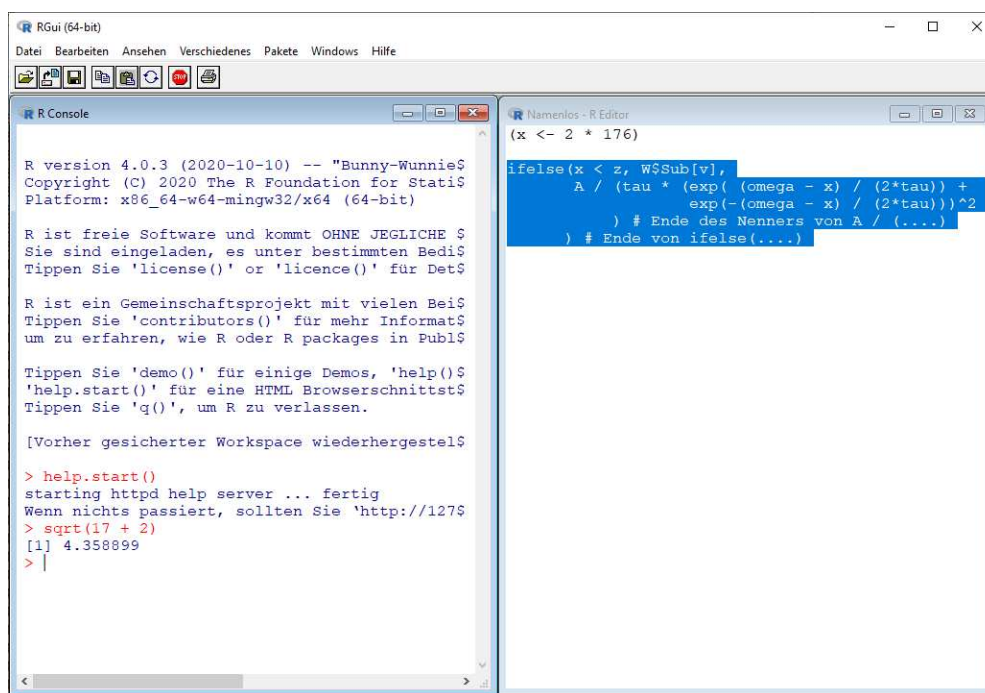 RGui (64-bit)
Datei Bearbeiten Ansehen Verschiedenes Pakete Windows Hilfe
STOP
R Console
R version 4.0.3 (2020-10-10) -- "Bunny-Wunnie$
Copyright (C) 2020 The R Foundation for Stati$
Platform: x86_64-w64-mingw32/x64 (64-bit)
R ist freie Software und kommt OHNE JEGLICHE $
Sie sind eingeladen, es unter bestimmten Bedi$
Tippen Sie 'license()' or 'licence()' für Det$
R ist ein Gemeinschaftsprojekt mit vielen Bei$
Tippen Sie 'contributors()' für mehr Informat$
um zu erfahren, wie R oder R packages in Publ$
Tippen Sie 'demo()' für einige Demos, 'help()$
'help.start()' für eine HTML Browserschnittst$
Tippen Sie 'q()', um R zu verlassen.
[Vorher gesicherter Workspace wiederhergestel$
> help.start()
starting httpd help server ... fertig
Wenn nichts passiert, sollten Sie ‘http://127$
> sqrt(17 + 2)
[1] 4.358899
>
Namenlos - R Editor
(x <- 2 * 176)
ifelse(x < z, W$Sub[v],
A / (tau * (exp( (omega - x) / (2*tau)) +
exp(-(omega - x) / (2*tau)))^2
) # Ende des Nenners von A / (....)
) # Ende von ifelse(....)